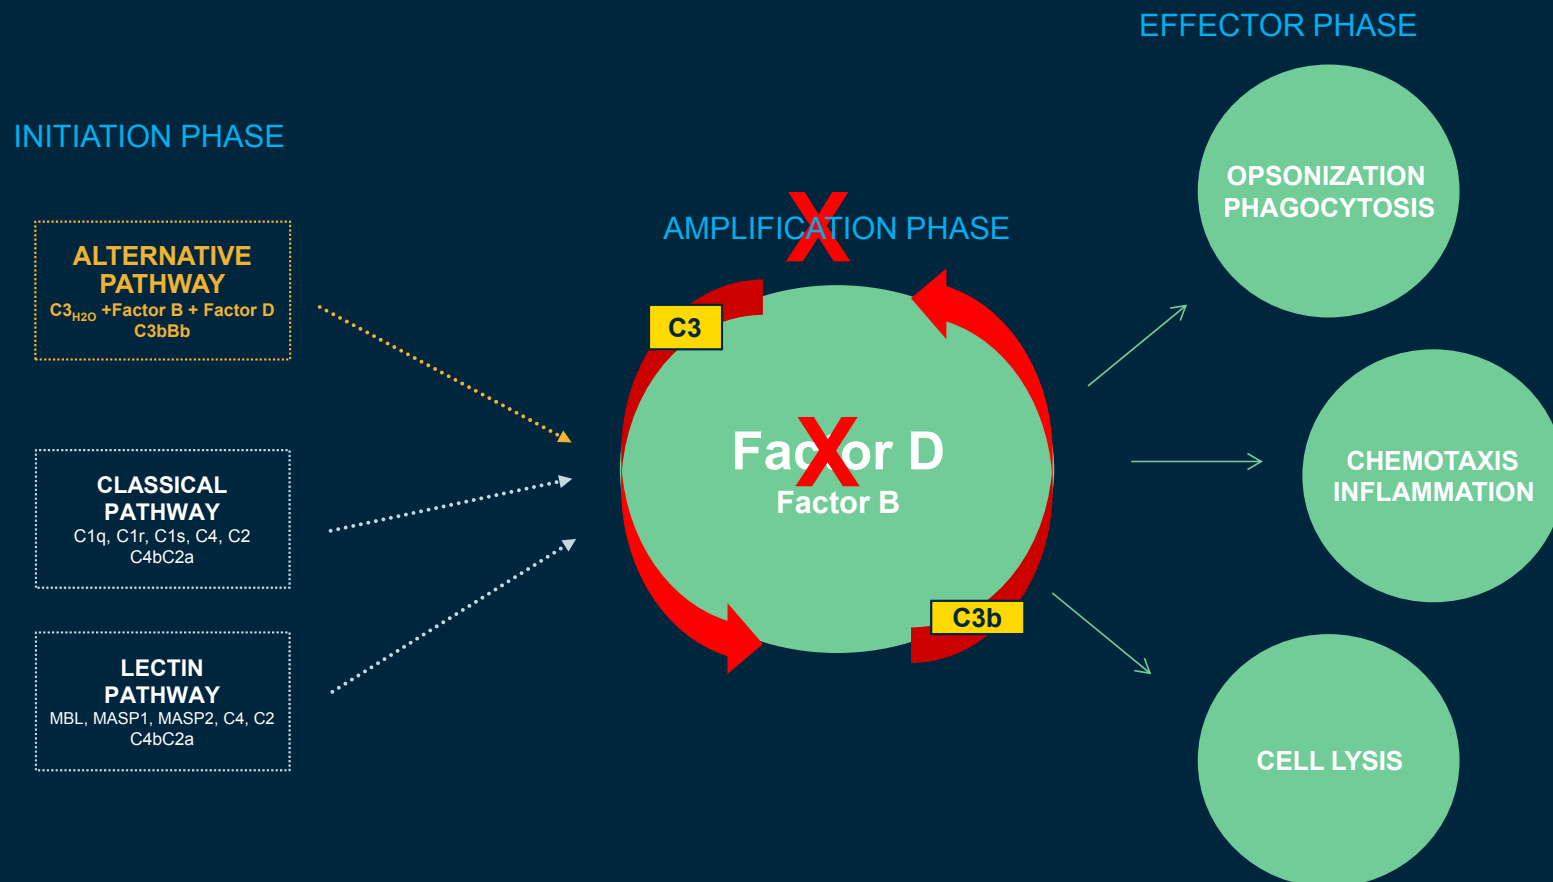 EFFECTOR PHASE
INITIATION PHASE
ALTERNATIVE
PATHWAY
C3H2O +Factor B + Factor D
C3bBb
CLASSICAL
PATHWAY
C1q, C1r, C1s, C4, C2
C4bC2a
LECTIN
PATHWAY
MBL, MASP1, MASP2, C4, C2
C4bC2a
X
AMPLIFICATION PHASE
C3
Factor D
X
Factor B
C3b
OPSONIZATION
PHAGOCYTOSIS
CHEMOTAXIS
INFLAMMATION
CELL LYSIS